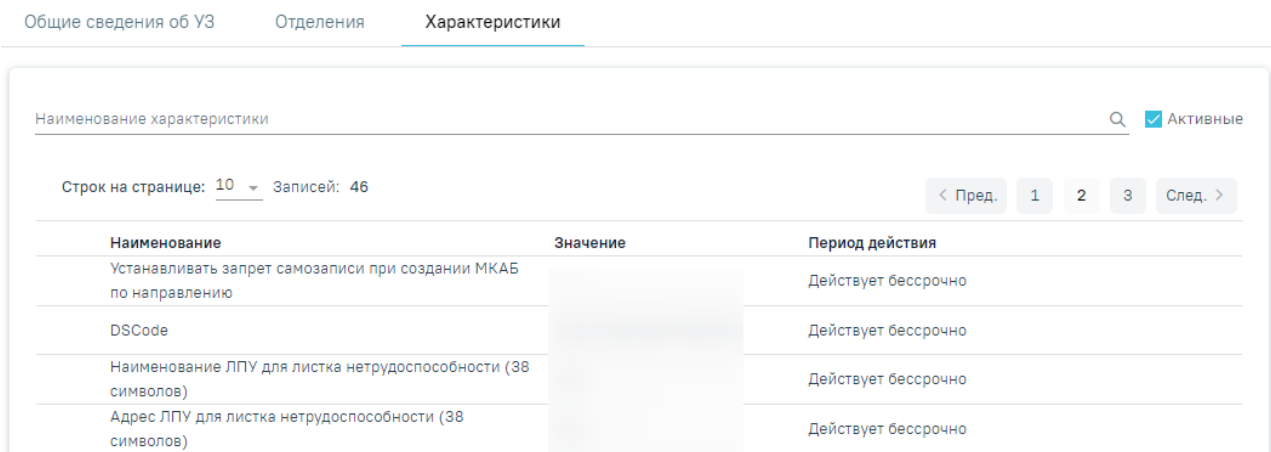 Общие сведения об УЗ Отделения Характеристики
Наименование характеристики Активные
Строк на странице: 10 Записей: 46 < Пред. 1 2 3 След. >
Наименование Значение Период действия
Устанавливать запрет самозаписи при создании МКАБ
по направлению Действует бессрочно
DSCode Действует бессрочно
Наименование ЛПУ для листка нетрудоспособности (38
символов) Действует бессрочно
Адрес ЛПУ для листка нетрудоспособности (38
символов) Действует бессрочно